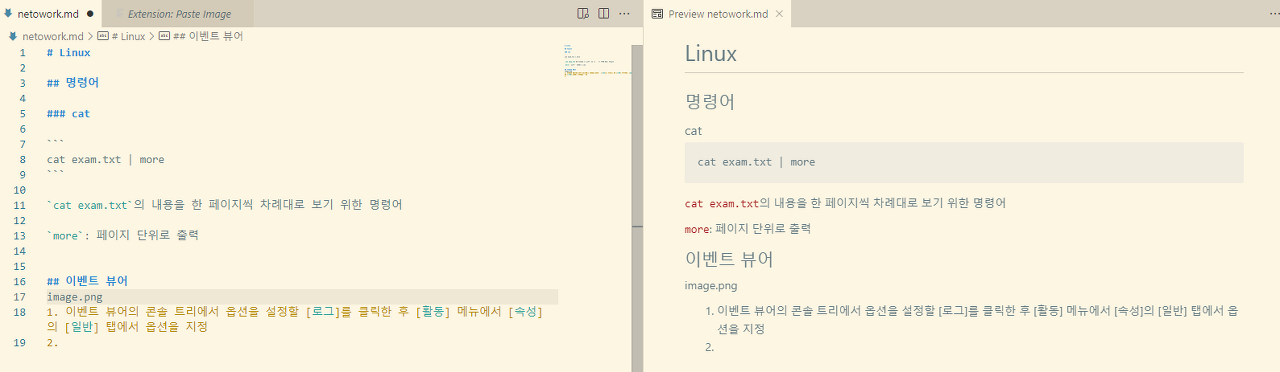 netowork.md
Extension: Paste Image
netowork.md > # Linux > ## 이벤트 뷰어
1 # Linux
2
3 ## 명령어
4
5 ### cat
6
7 ```
8 cat exam.txt | more
9 ```
10
11 `cat exam.txt`의 내용을 한 페이지씩 차례대로 보기 위한 명령어
12
13 `more`: 페이지 단위로 출력
14
15
16 ## 이벤트 뷰어
17 image.png
18 1. 이벤트 뷰어의 콘솔 트리에서 옵션을 설정할 [로그]를 클릭한 후 [활동] 메뉴에서 [속성]
의 [일반] 탭에서 옵션을 지정
19 2.
Preview netowork.md
Linux
명령어
cat
cat exam.txt | more
cat exam.txt의 내용을 한 페이지씩 차례대로 보기 위한 명령어
more: 페이지 단위로 출력
이벤트 뷰어
image.png
1. 이벤트 뷰어의 콘솔 트리에서 옵션을 설정할 [로그]를 클릭한 후 [활동] 메뉴에서 [속성]의 [일반] 탭에서 옵
션을 지정
2.